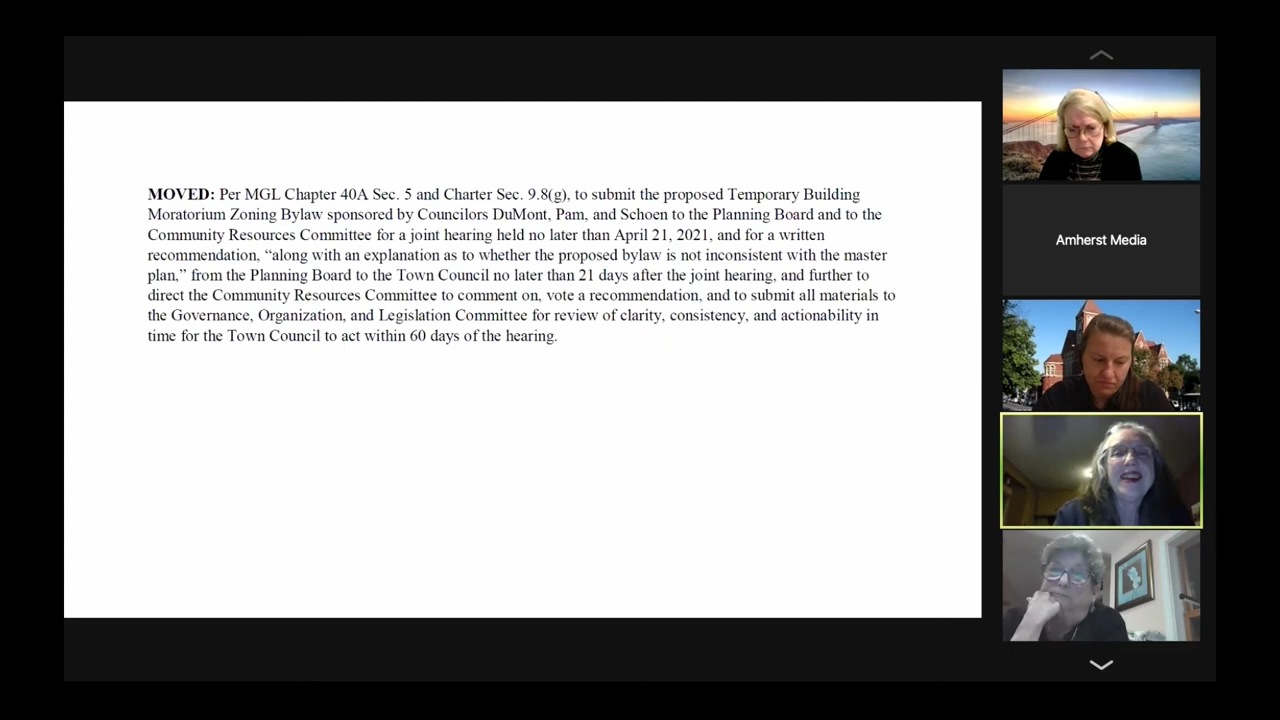 MOVED: Per MGL Chapter 40A Sec. 5 and Charter Sec. 9.8(g), to submit the proposed Temporary Building
Moratorium Zoning Bylaw sponsored by Councilors DuMont, Pam, and Schoen to the Planning Board and to the
Community Resources Committee for a joint hearing held no later than April 21, 2021, and for a written
recommendation, “along with an explanation as to whether the proposed bylaw is not inconsistent with the master
plan,” from the Planning Board to the Town Council no later than 21 days after the joint hearing, and further to
direct the Community Resources Committee to comment on, vote a recommendation, and to submit all materials to
the Governance, Organization, and Legislation Committee for review of clarity, consistency, and actionability in
time for the Town Council to act within 60 days of the hearing.
Amherst Media